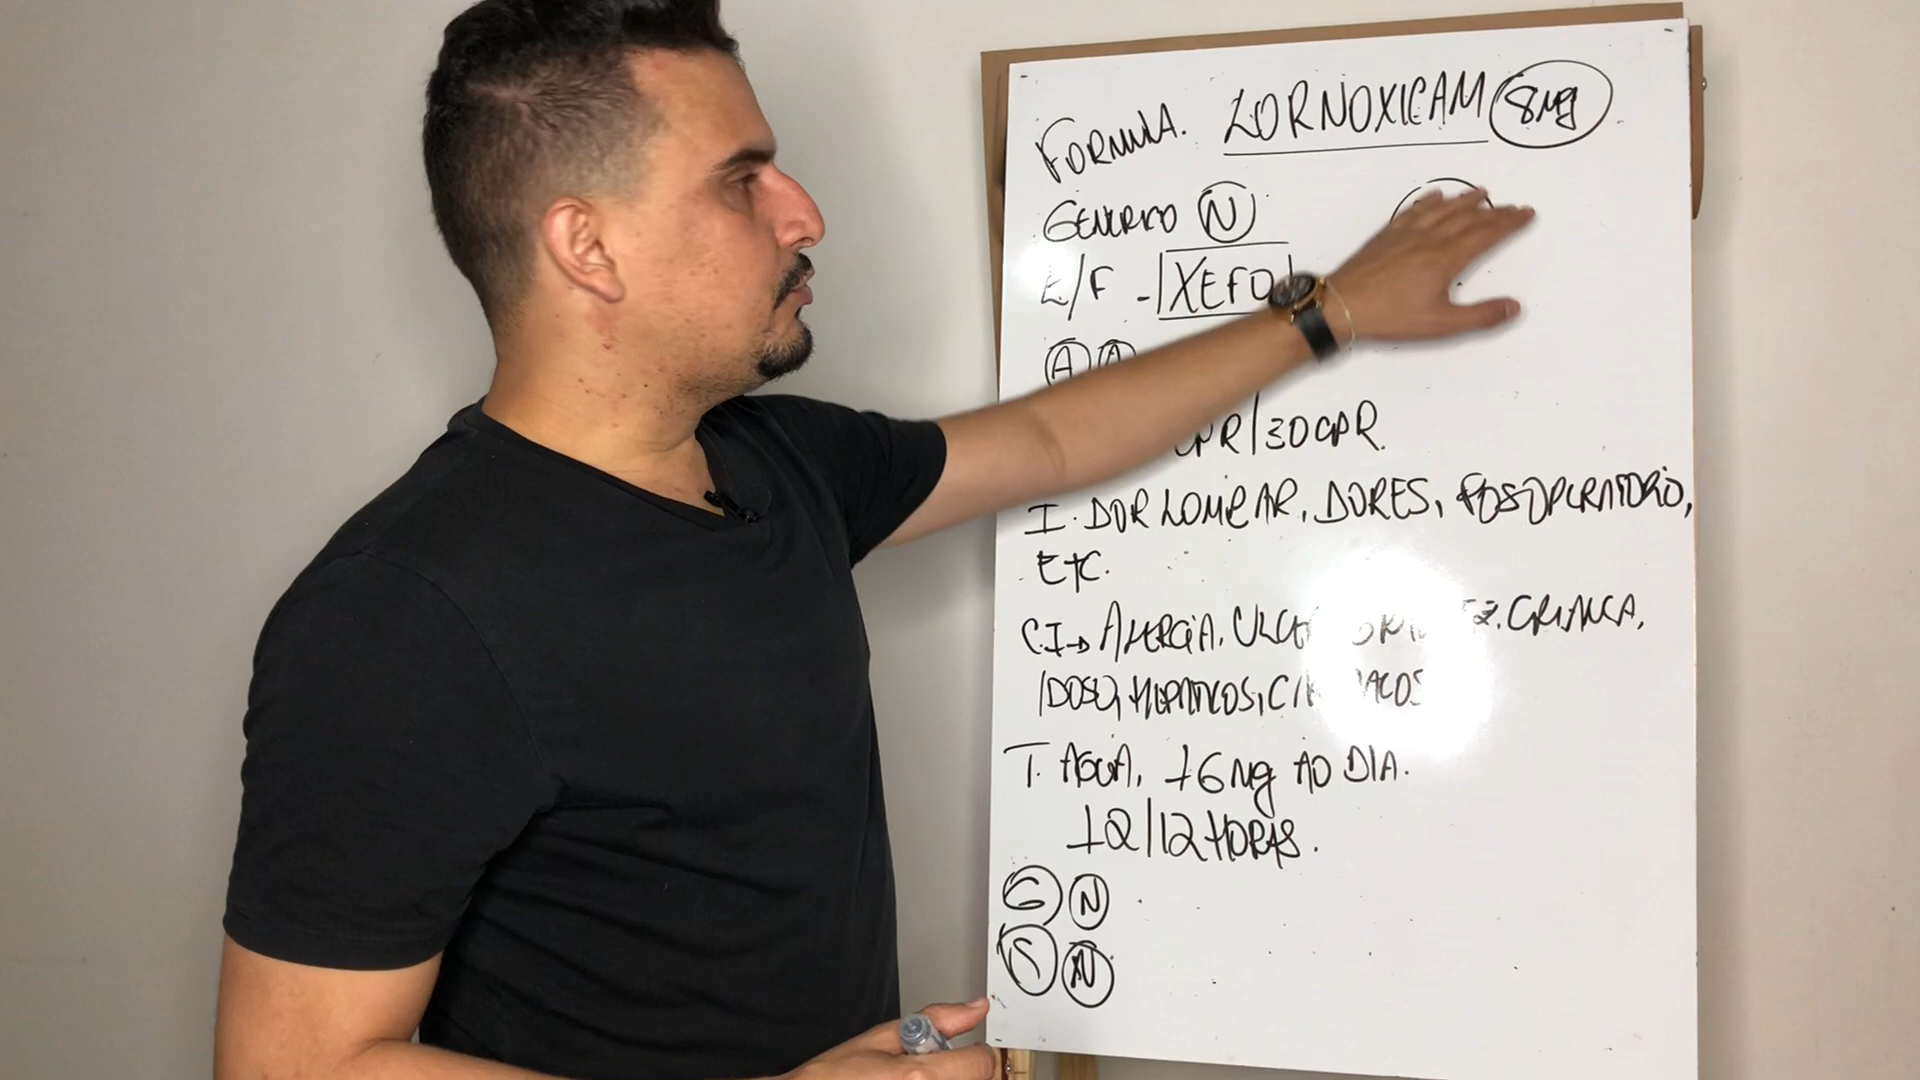 FORMULA. LORNOXICAM 8mg
GENERICO N
E/F - XEFO
A A
CPR/30CPR.
I. DOR LOMBAR, DORES, POSOPERATORIO,
ETC.
C.I→ ALERGIA, CRIANCA,
IDOSO, HEPATICOS,
T. AGUA, 16mg AO DIA.
12/12 HORAS.
G N
S N